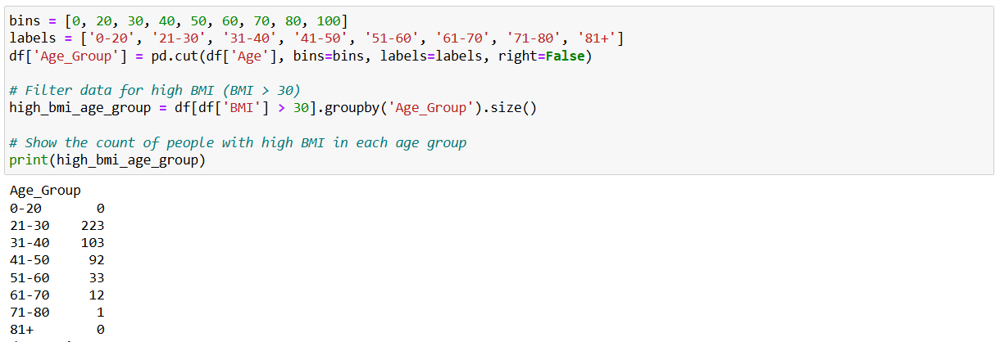 bins = [0, 20, 30, 40, 50, 60, 70, 80, 100]
labels = ['0-20', '21-30', '31-40', '41-50', '51-60', '61-70', '71-80', '81+']
df['Age_Group'] = pd.cut(df['Age'], bins=bins, labels=labels, right=False)
# Filter data for high BMI (BMI > 30)
high_bmi_age_group = df[df['BMI'] > 30].groupby('Age_Group').size()
# Show the count of people with high BMI in each age group
print(high_bmi_age_group)
Age_Group
0-20 0
21-30 223
31-40 103
41-50 92
51-60 33
61-70 12
71-80 1
81+ 0